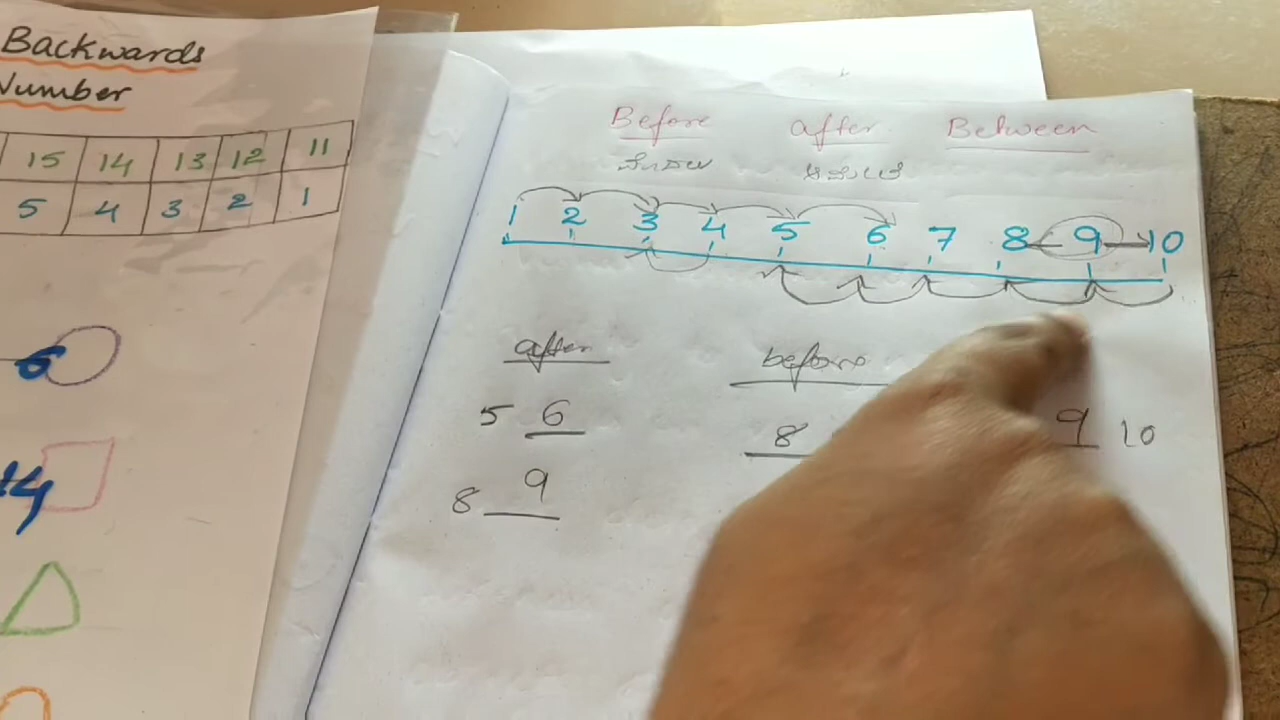 Backwards
Number
15 14 13 12 11
5 4 3 2 1
6
14
Before after Between
1 2 3 4 5 6 7 8 9 10
after before
5 6
8
9 10
8 9